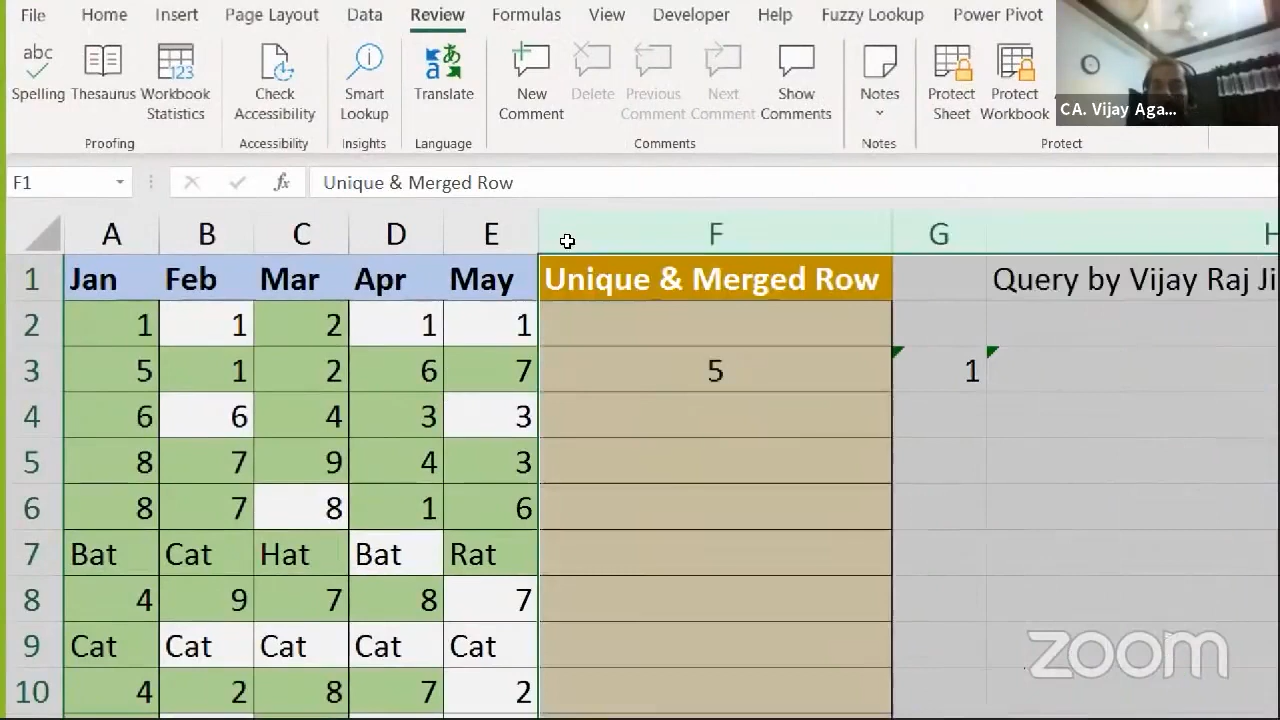 File Home Insert Page Layout Data Review Formulas View Developer Help Fuzzy Lookup Power Pivot
abc
Spelling Thesaurus Workbook Statistics Check Accessibility Smart Lookup Translate New Comment Delete Previous Comment Next Comment Show Comments Notes Protect Sheet Protect Workbook
123
Proofing Accessibility Insights Language Comments Notes Protect
CA. Vijay Aga...
F1 fx Unique & Merged Row
A B C D E F G H
1 Jan Feb Mar Apr May Unique & Merged Row Query by Vijay Raj Ji
2 1 1 2 1 1
3 5 1 2 6 7 5 1
4 6 6 4 3 3
5 8 7 9 4 3
6 8 7 8 1 6
7 Bat Cat Hat Bat Rat
8 4 9 7 8 7
9 Cat Cat Cat Cat Cat
10 4 2 8 7 2
zoom